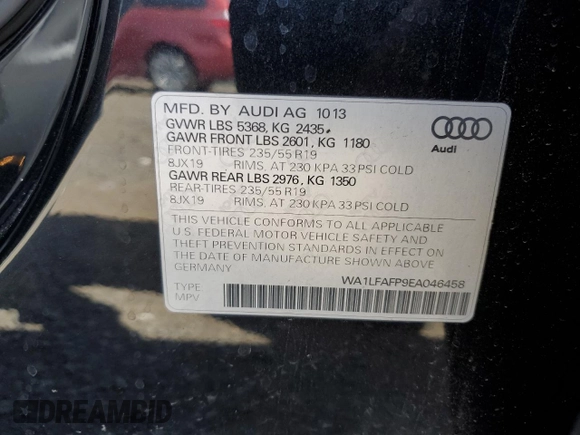 MFD. BY AUDI AG 10 13
GVWR LBS 5368, KG 2435
GAWR FRONT LBS 2601, KG 1180
FRONT-TIRES 235/55 R19
8JX19 RIMS, AT 230 KPA 33 PSI COLD
GAWR REAR LBS 2976, KG 1350
REAR-TIRES 235/55 R19
8JX19 RIMS, AT 230 KPA 33 PSI COLD
Audi
THIS VEHICLE CONFORMS TO ALL APPLICABLE
U.S. FEDERAL MOTOR VEHICLE SAFETY AND
THEFT PREVENTION STANDARDS IN EFFECT ON
THE DATE OF MANUFACTURE SHOWN ABOVE
GERMANY
WA1LFAFP9EA046458
TYPE
MPV
DREAMBID